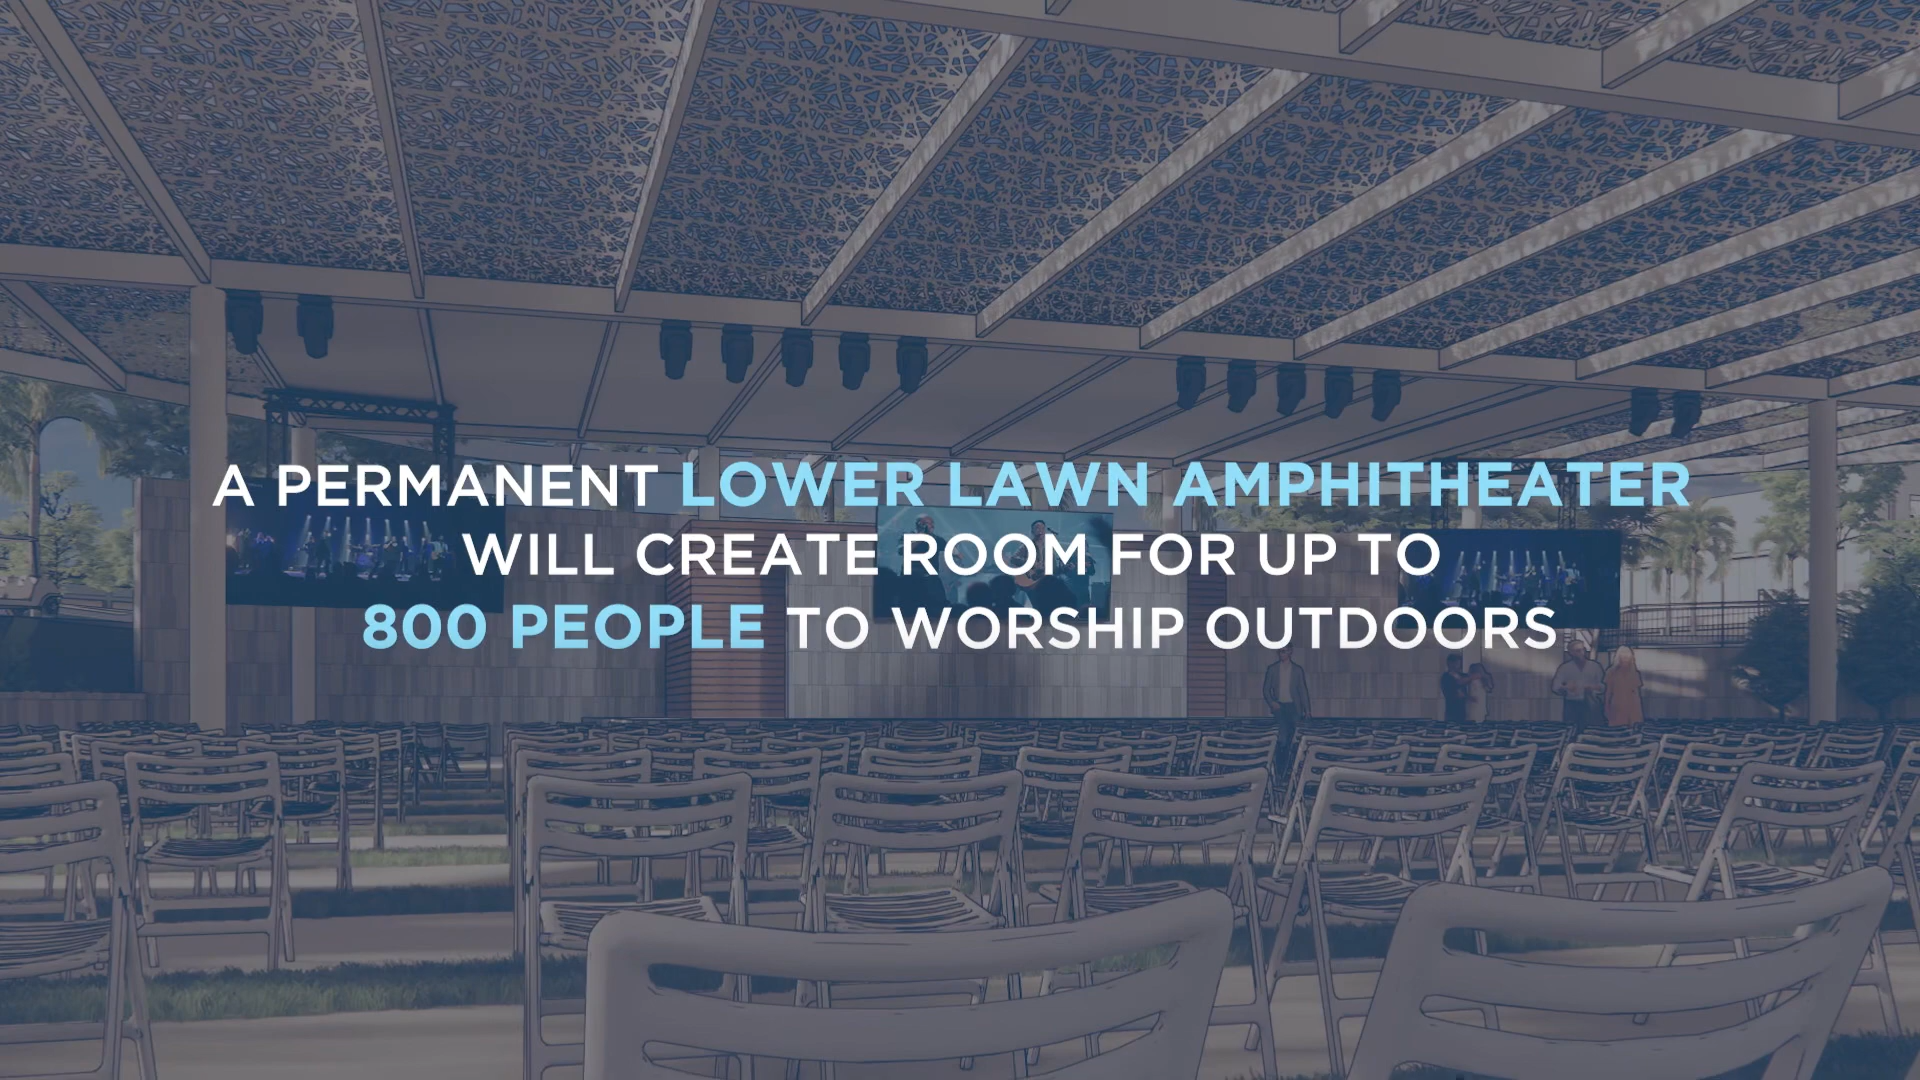 A PERMANENT LOWER LAWN AMPHITHEATER
WILL CREATE ROOM FOR UP TO
800 PEOPLE TO WORSHIP OUTDOORS